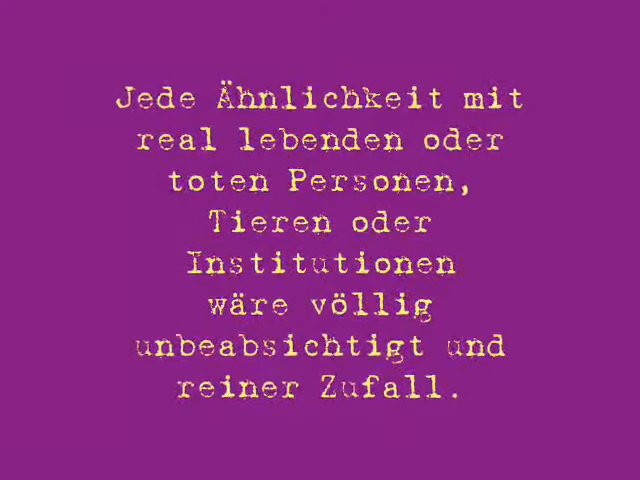 Jede Ähnlichkeit mit
real lebenden oder
toten Personen,
Tieren oder
Institutionen
wäre völlig
unbeabsichtigt und
reiner Zufall.